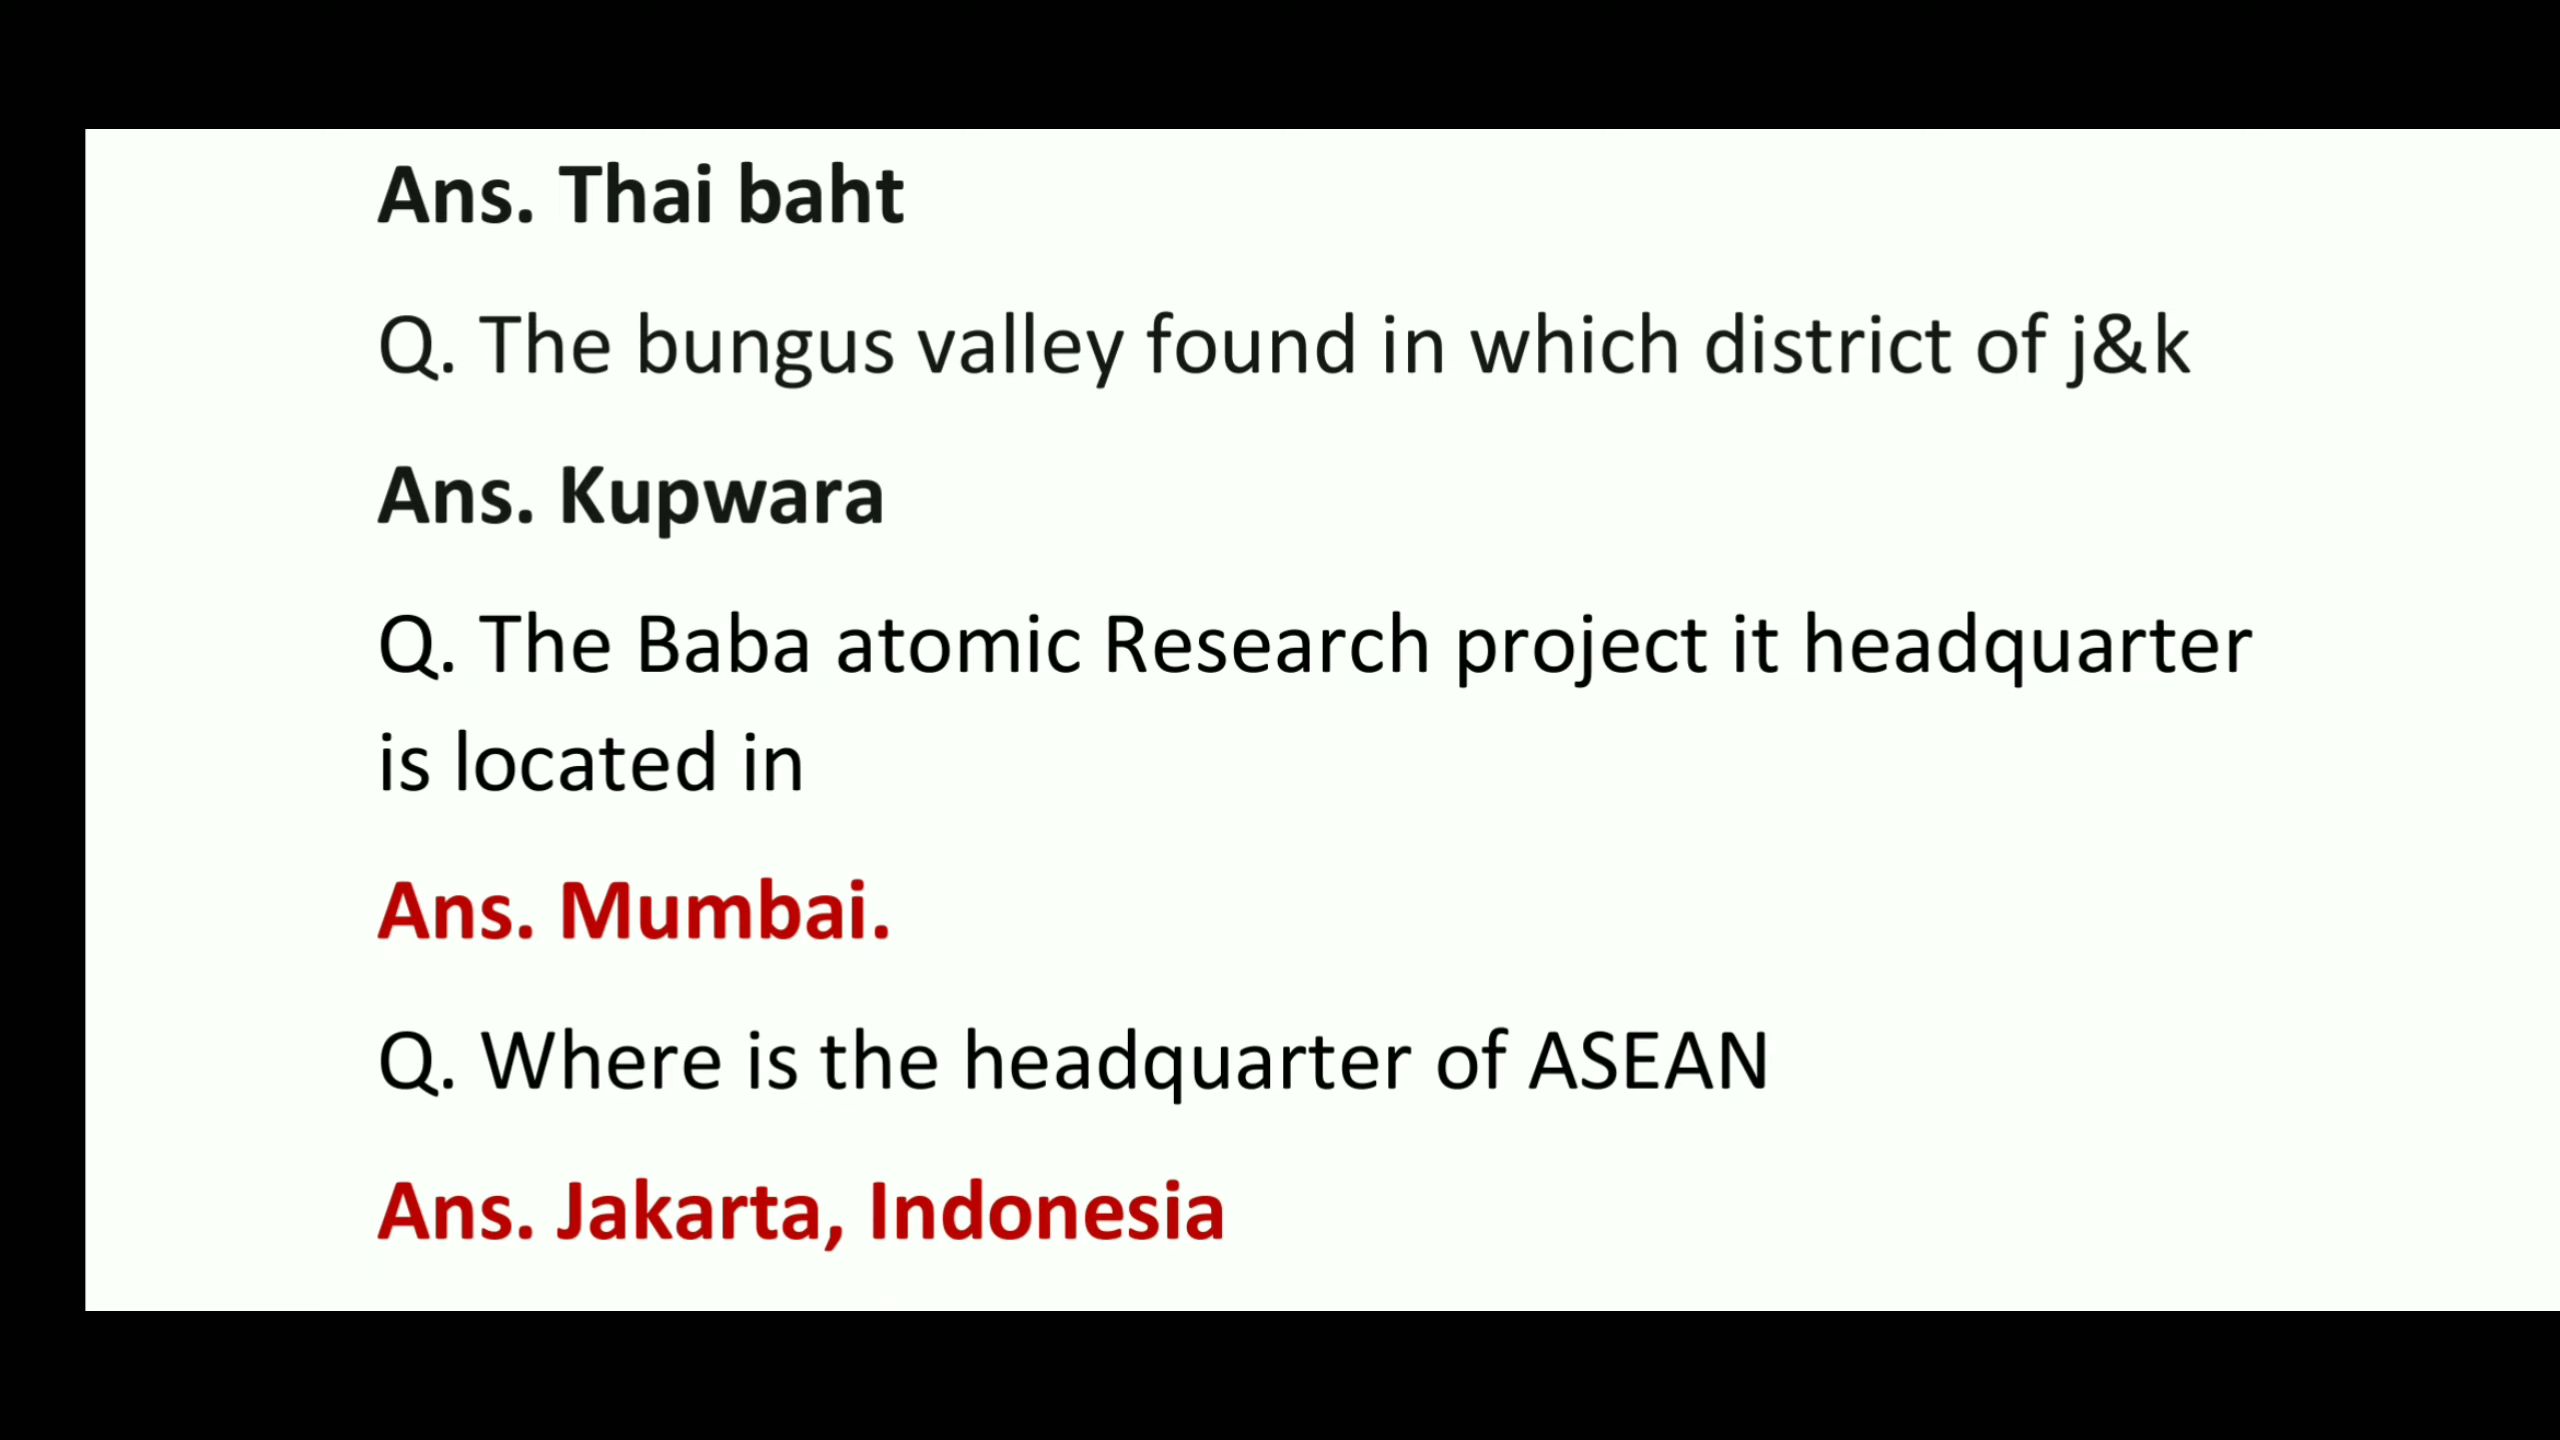 Ans. Thai baht
Q. The bungus valley found in which district of j&k
Ans. Kupwara
Q. The Baba atomic Research project it headquarter
is located in
Ans. Mumbai.
Q. Where is the headquarter of ASEAN
Ans. Jakarta, Indonesia